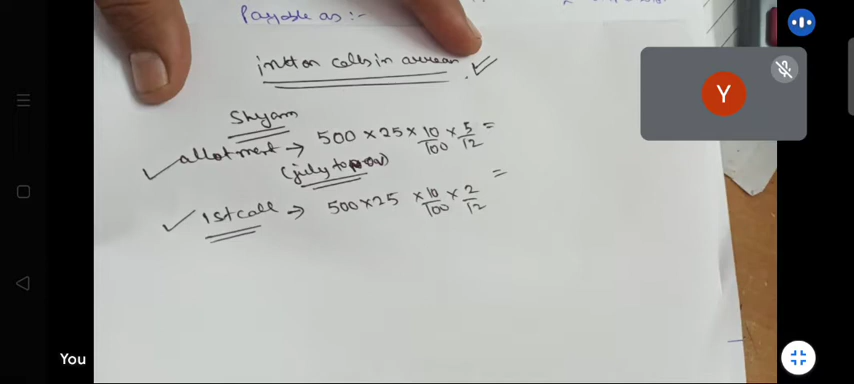 Payable as :-
int on calls in arrear
Shyam
allotment → 500 × 25 × 10/100 × 5/12 =
(july to nov)
1st call → 500 × 25 × 10/100 × 2/12 =
Y
You